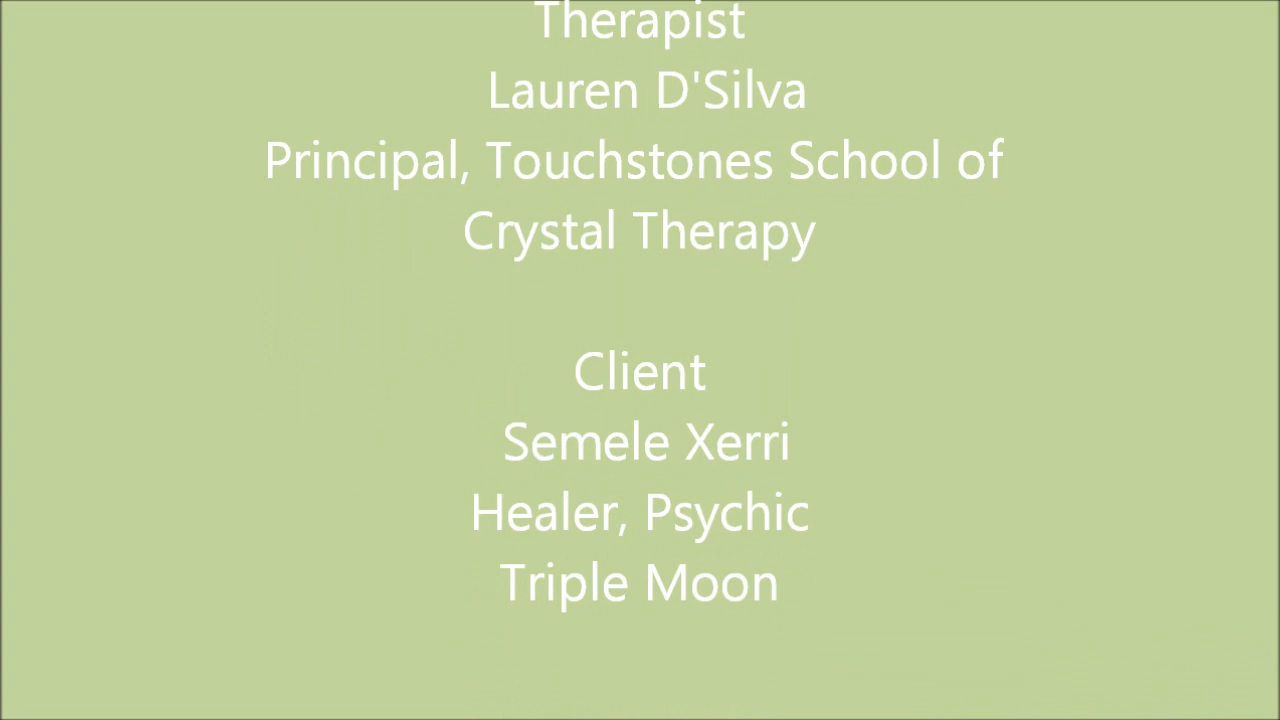 Therapist
Lauren D'Silva
Principal, Touchstones School of
Crystal Therapy
Client
Semele Xerri
Healer, Psychic
Triple Moon